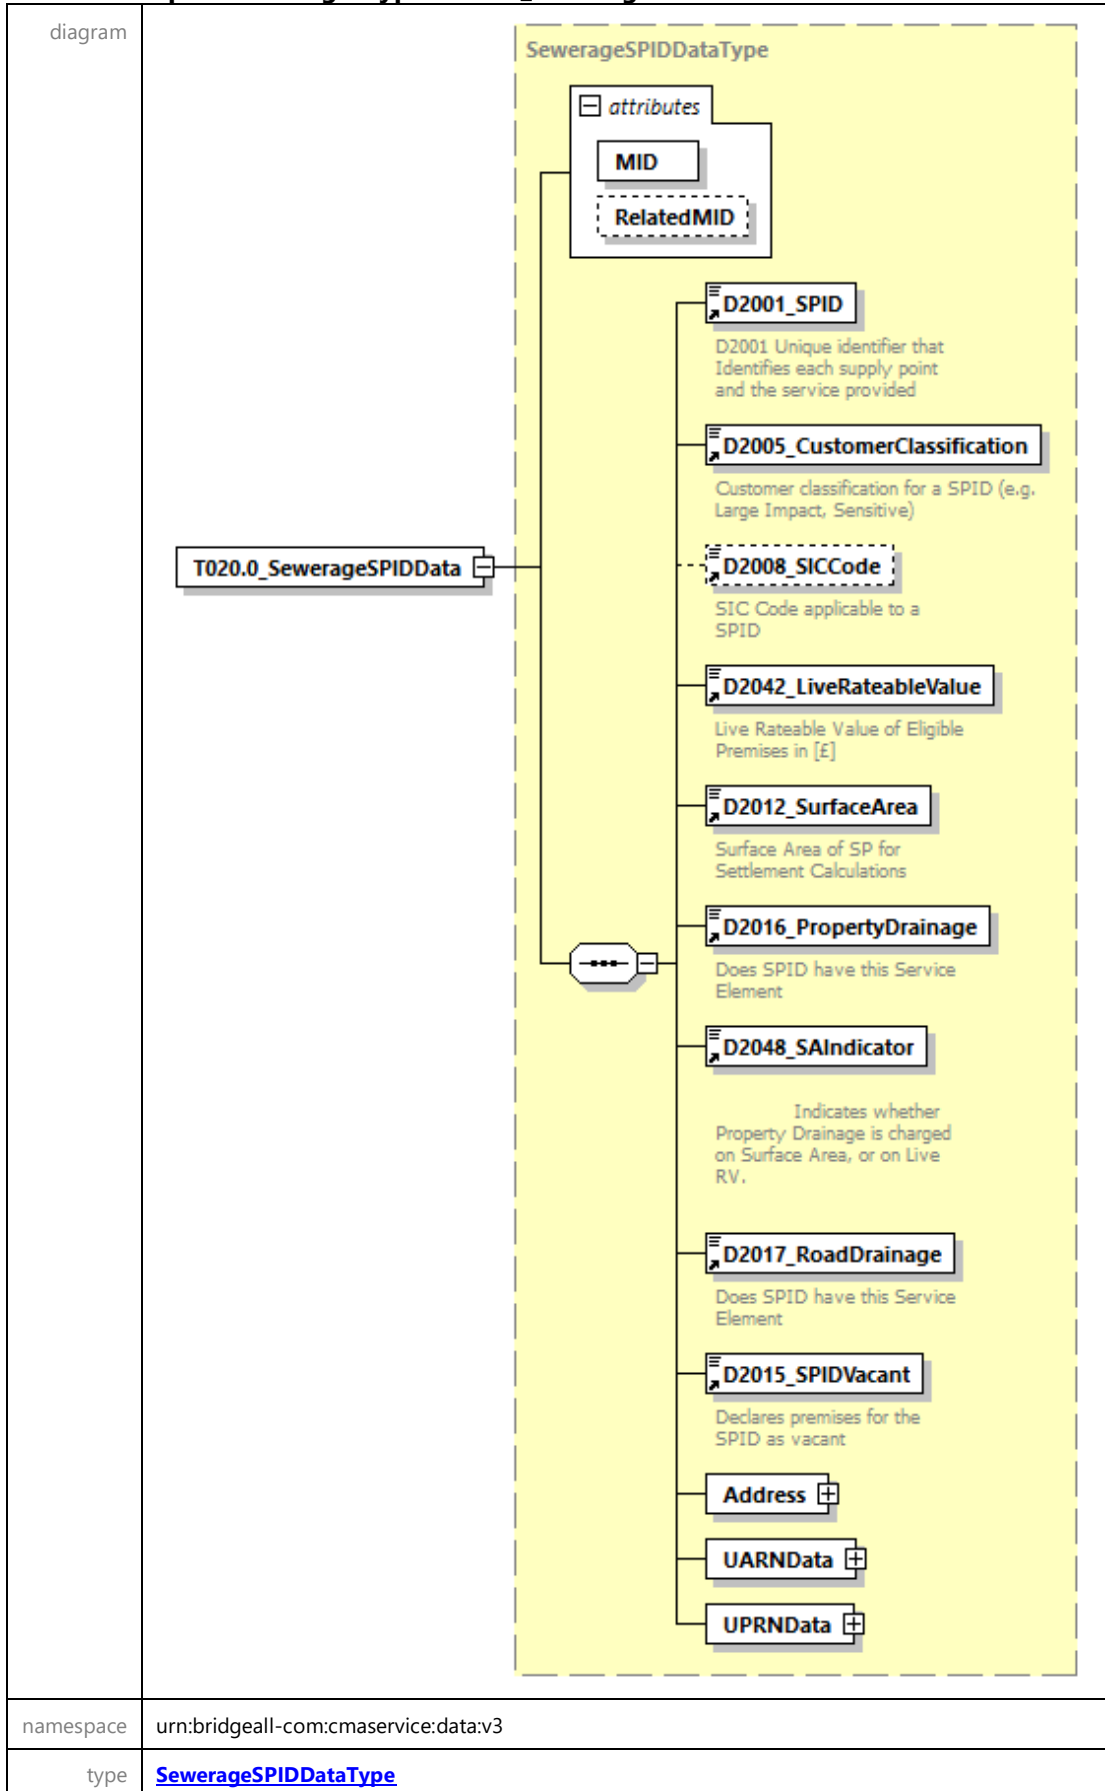 diagram
SewerageSPIDDataType
attributes
MID
RelatedMID
D2001_SPID
D2001 Unique identifier that
Identifies each supply point
and the service provided
D2005_CustomerClassification
Customer classification for a SPID (e.g.
Large Impact, Sensitive)
T020.0_SewerageSPIDData
D2008_SICCode
SIC Code applicable to a
SPID
D2042_LiveRateableValue
Live Rateable Value of Eligible
Premises in [£]
D2012_SurfaceArea
Surface Area of SP for
Settlement Calculations
D2016_PropertyDrainage
Does SPID have this Service
Element
D2048_SAIndicator
Indicates whether
Property Drainage is charged
on Surface Area, or on Live
RV.
D2017_RoadDrainage
Does SPID have this Service
Element
D2015_SPIDVacant
Declares premises for the
SPID as vacant
Address
UARNData
UPRNData
namespace urn:bridgeall-com:cmaservice:data:v3
type SewerageSPIDDataType